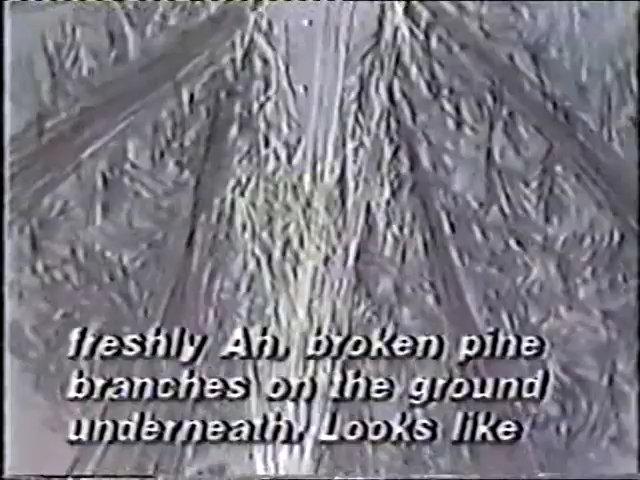 freshly Ah, broken pine
branches on the ground
underneath. Looks like